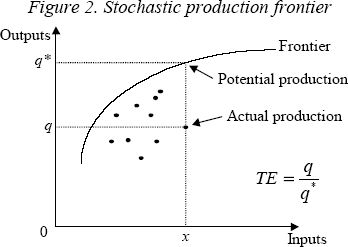 Figure 2. Stochastic production frontier
Outputs
Frontier
q*
Potential production
q
Actual production
TE = q / q*
0
x
Inputs